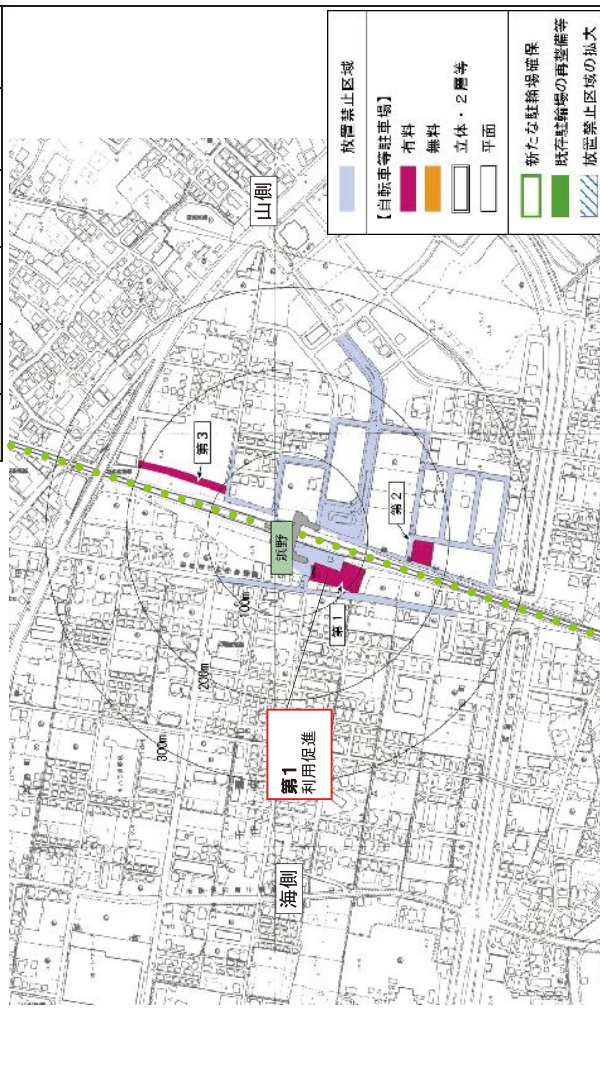 山側
第3
浜野
第2
第1
100m
200m
300m
第1
利用促進
海側
放置禁止区域
【自転車等駐車場】
有料
無料
立体・2層等
平面
新たな駐輪場確保
既存駐輪場の再整備等
放置禁止区域の拡大